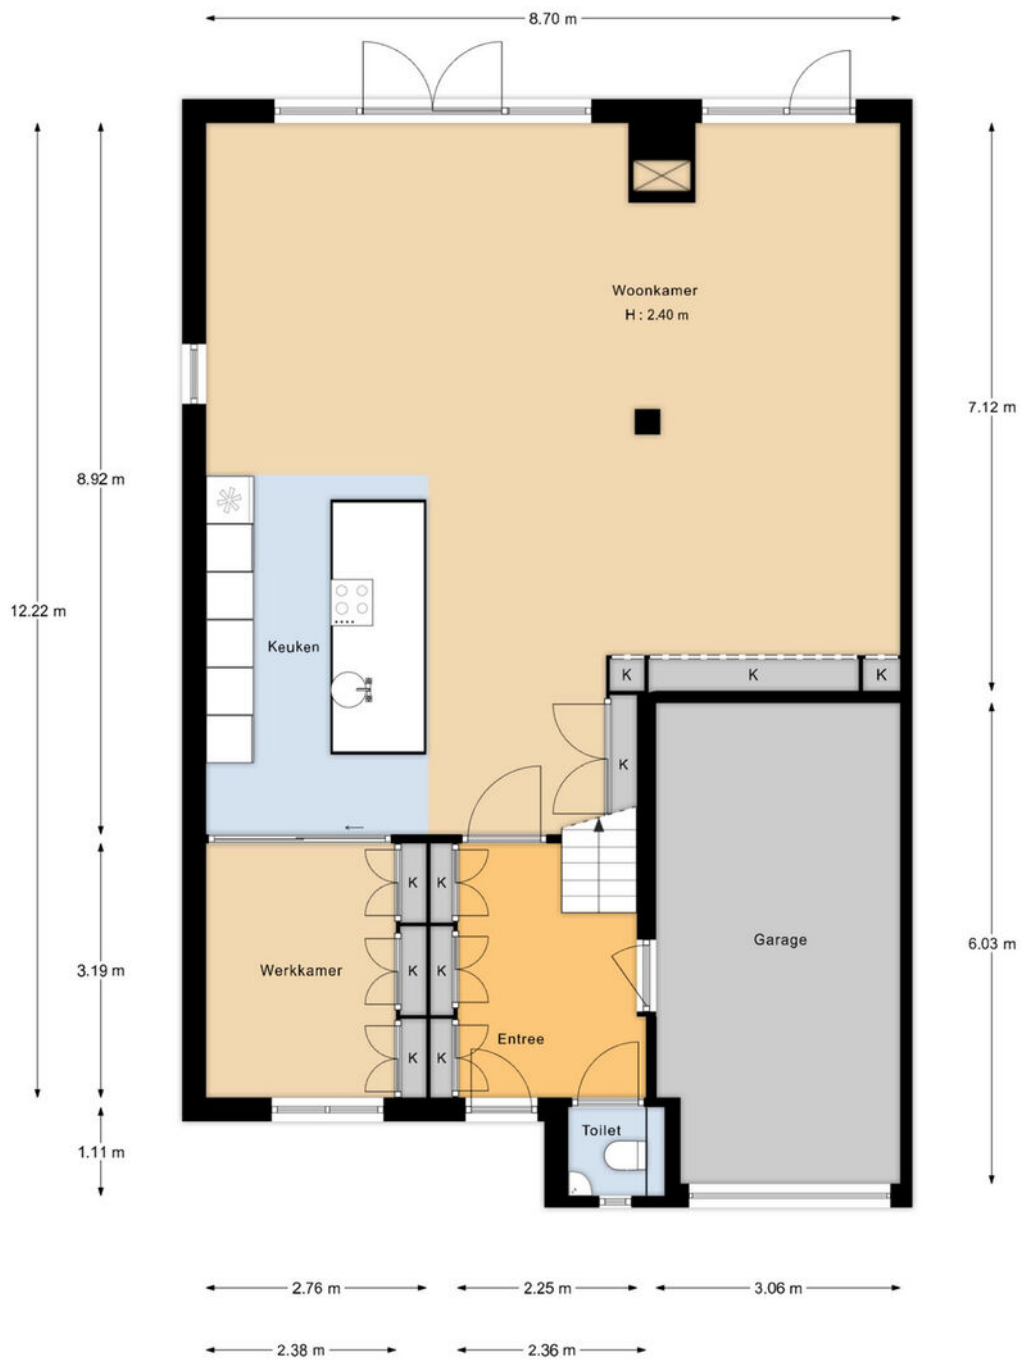 8.70 m
Woonkamer
H : 2.40 m
7.12 m
8.92 m
12.22 m
Keuken
K
K
K
K
K
K
K
K
K
K
Garage
6.03 m
3.19 m
Werkkamer
Entree
Toilet
1.11 m
2.76 m
2.25 m
3.06 m
2.38 m
2.36 m